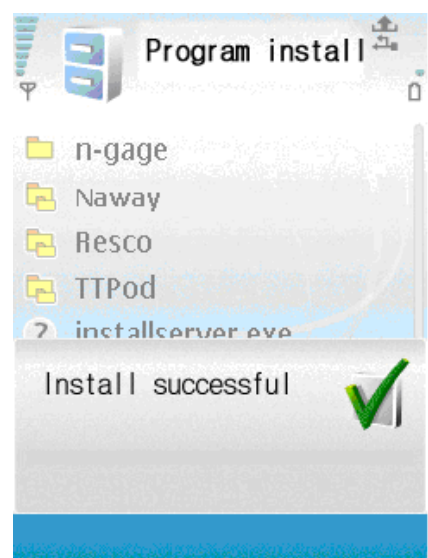 Program install
n-gage
Naway
Resco
TTPod
installserver.exe
Install successful